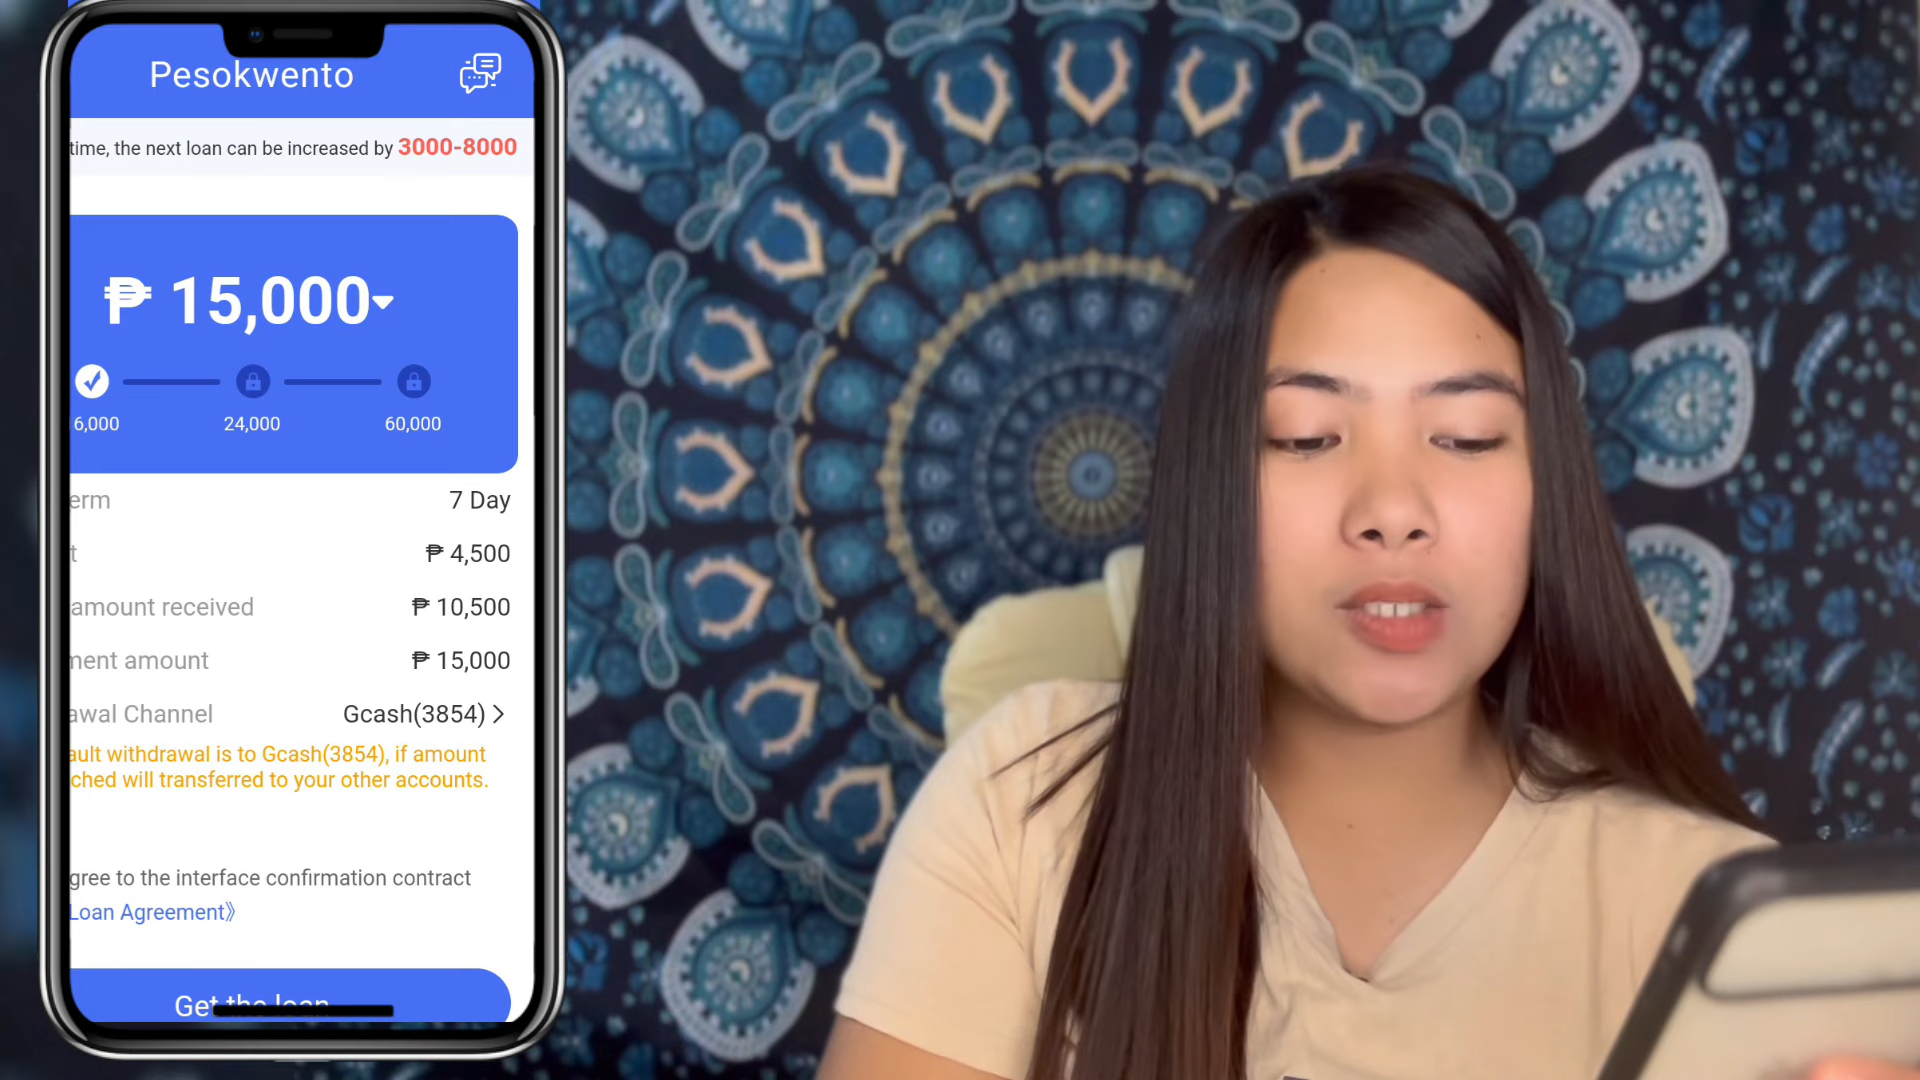 Pesokwento
time, the next loan can be increased by 3000-8000
₱ 15,000
6,000 24,000 60,000
erm 7 Day
t ₱ 4,500
amount received ₱ 10,500
ment amount ₱ 15,000
awal Channel Gcash(3854) >
ault withdrawal is to Gcash(3854), if amount
ched will transferred to your other accounts.
gree to the interface confirmation contract
Loan Agreement》
Get the loan